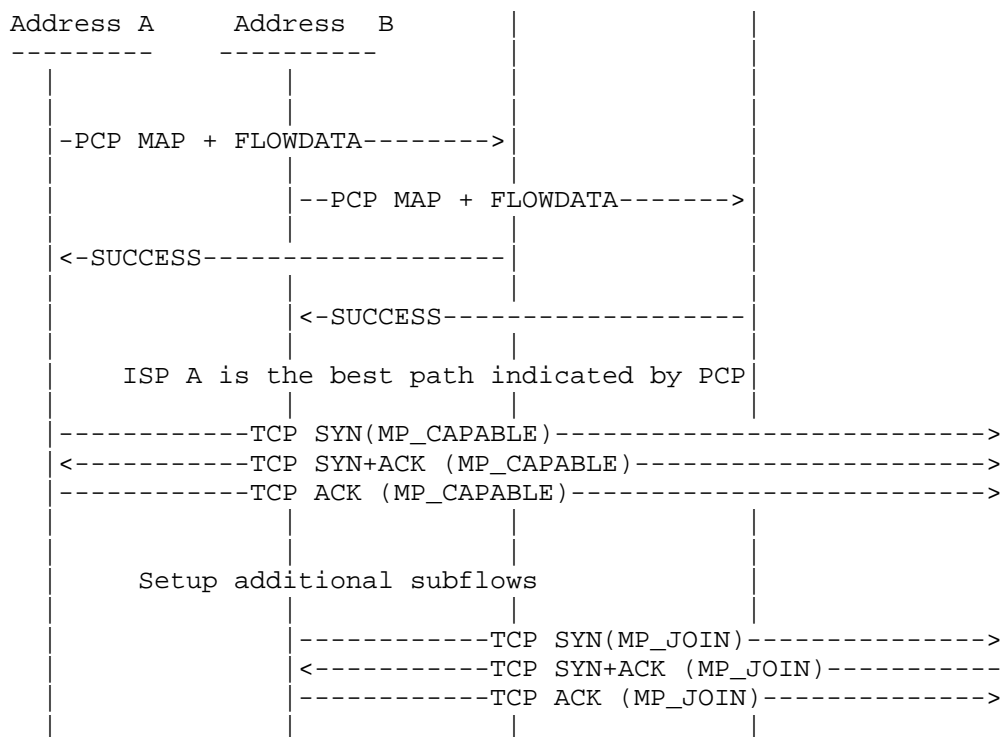 Address A     Address  B       |              |
---------    ----------        |              |
  |              |             |              |
  |              |             |              |
  |-PCP MAP + FLOWDATA-------->|              |
  |              |             |              |
  |              |--PCP MAP + FLOWDATA------->|
  |              |             |              |
  |<-SUCCESS-------------------|              |
  |              |             |              |
  |              |<-SUCCESS-------------------|
  |              |             |              |
  |    ISP A is the best path indicated by PCP|
  |              |             |              |
  |------------TCP SYN(MP_CAPABLE)--------------------------->
  |<-----------TCP SYN+ACK (MP_CAPABLE)---------------------->
  |------------TCP ACK (MP_CAPABLE)-------------------------->
  |              |             |              |
  |              |             |              |
  |     Setup additional subflows             |
  |              |             |              |
  |              |------------TCP SYN(MP_JOIN)--------------->
  |              |<-----------TCP SYN+ACK (MP_JOIN)-----------
  |              |------------TCP ACK (MP_JOIN)-------------->
  |              |             |              |